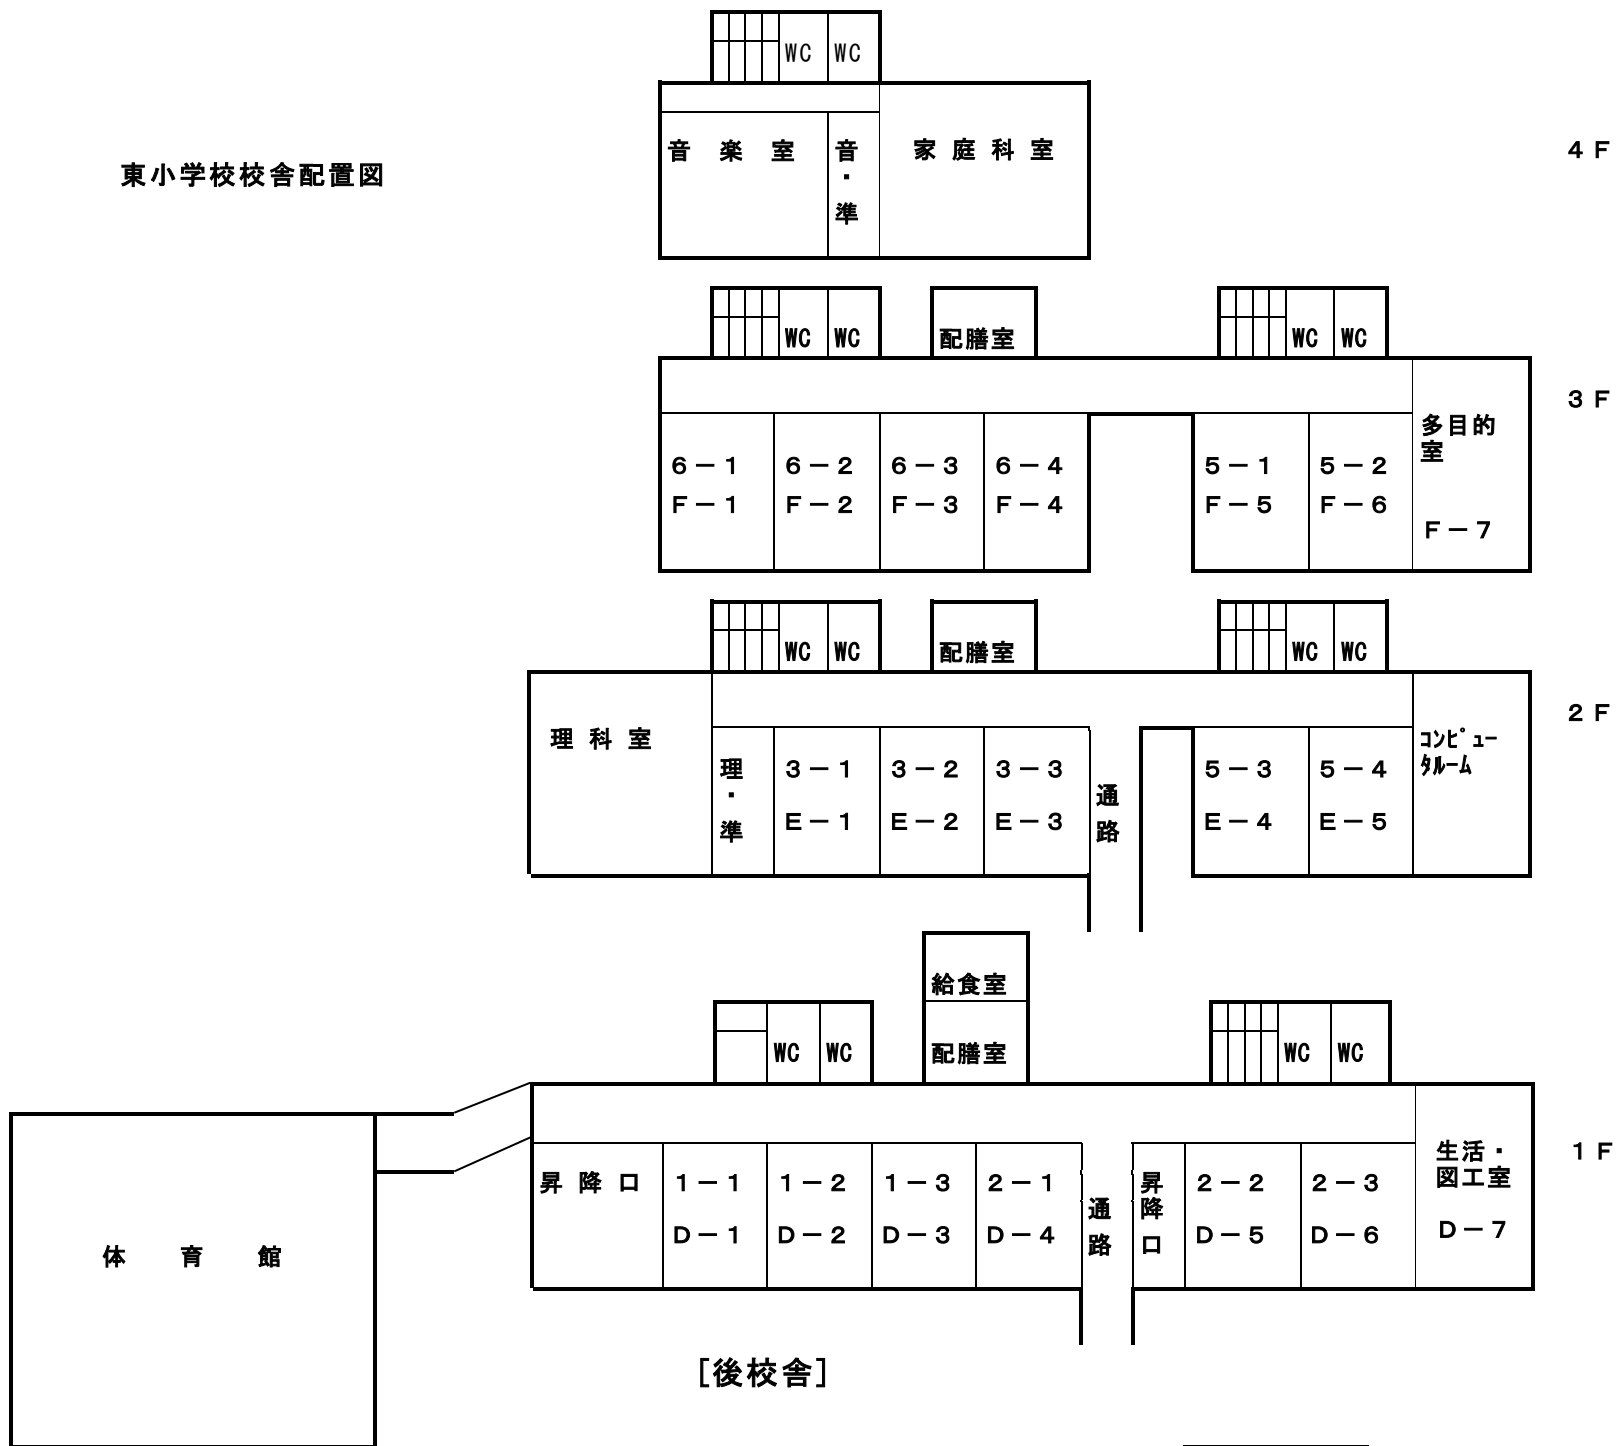 WC WC
音楽室 音・準 家庭科室
4F
東小学校校舎配置図
WC WC 配膳室 WC WC
3F
多目的室
6-1 6-2 6-3 6-4 5-1 5-2
F-1 F-2 F-3 F-4 F-5 F-6
F-7
WC WC 配膳室 WC WC
2F
理科室
コンピュー
タルーム
理・準 3-1 3-2 3-3 通路 5-3 5-4
E-1 E-2 E-3 E-4 E-5
給食室
WC WC 配膳室 WC WC
1F
生活・
図工室
昇降口 1-1 1-2 1-3 2-1 通路 昇降口 2-2 2-3
D-1 D-2 D-3 D-4 D-5 D-6 D-7
体育館
[後校舎]